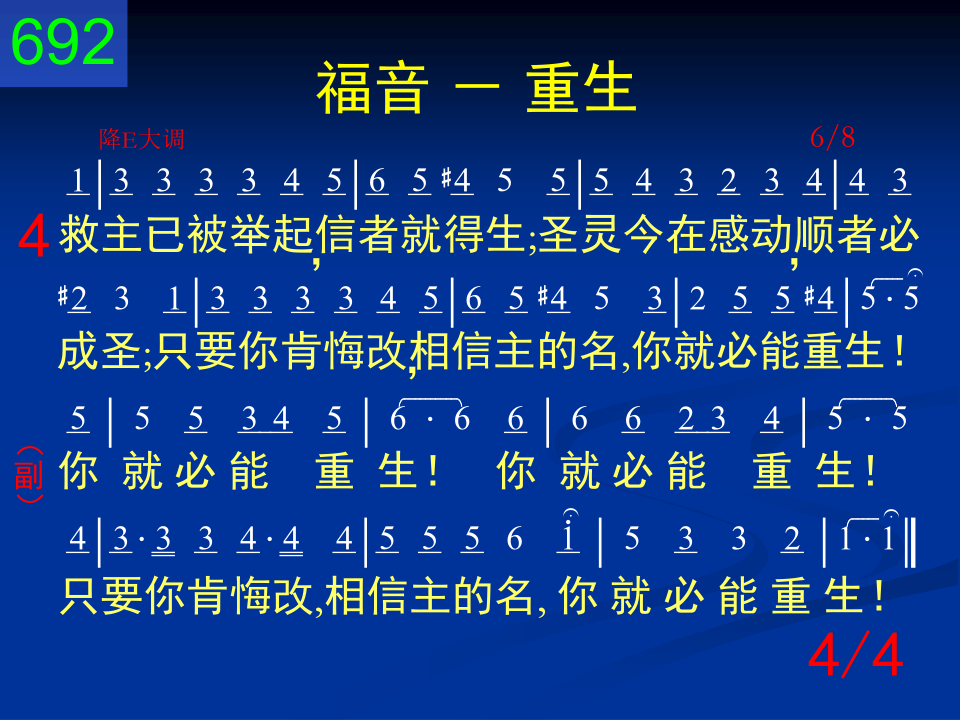 692
福音 － 重生
降E大调 6/8
1|3 3 3 3 4 5|6 5 #4 5 5|5 4 3 2 3 4|4 3
4 救主已被举起,信者就得生;圣灵今在感动,顺者必
#2 3 1|3 3 3 3 4 5|6 5 #4 5 3|2 5 5 #4|5 · 5
成圣;只要你肯悔改,相信主的名,你就必能重生！
5 | 5 5 3 4 5 | 6 · 6 6 | 6 6 2 3 4 | 5 · 5
（副） 你 就 必 能 重 生！ 你 就 必 能 重 生！
4|3 · 3 3 4 · 4 4|5 5 5 6 i | 5 3 3 2 |1 · 1‖
只要你肯悔改,相信主的名, 你 就 必 能 重 生！
4/4